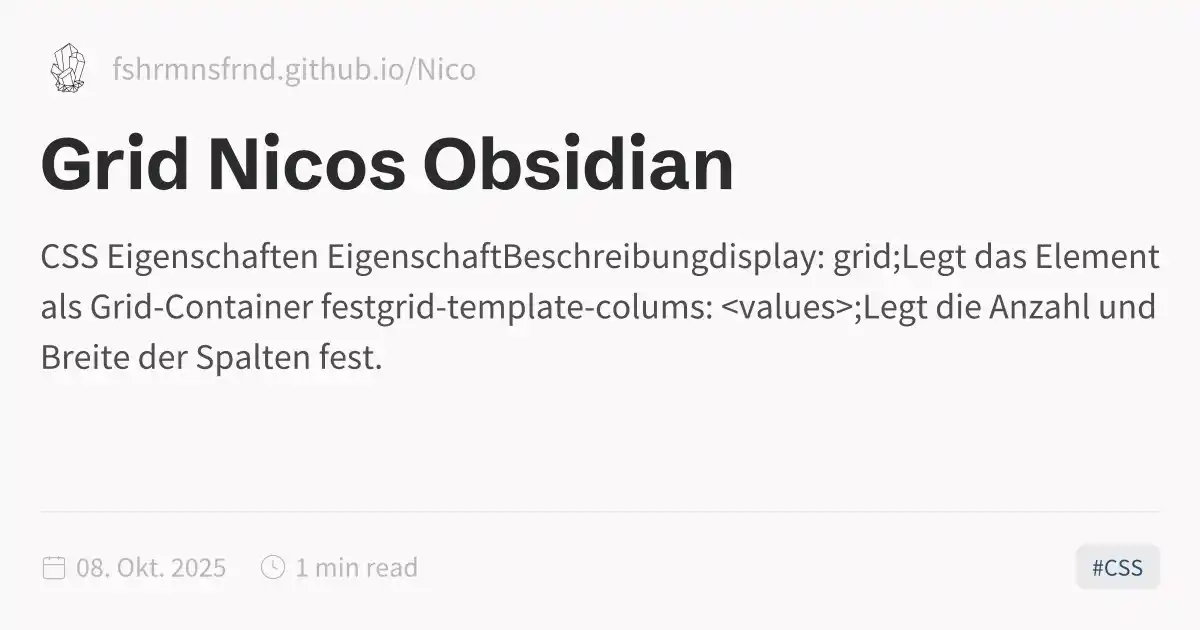 fshrmnsfrnd.github.io/Nico
Grid Nicos Obsidian
CSS Eigenschaften EigenschaftBeschreibungdisplay: grid;Legt das Element
als Grid-Container festgrid-template-colums: <values>;Legt die Anzahl und
Breite der Spalten fest.
08. Okt. 2025 1 min read #CSS